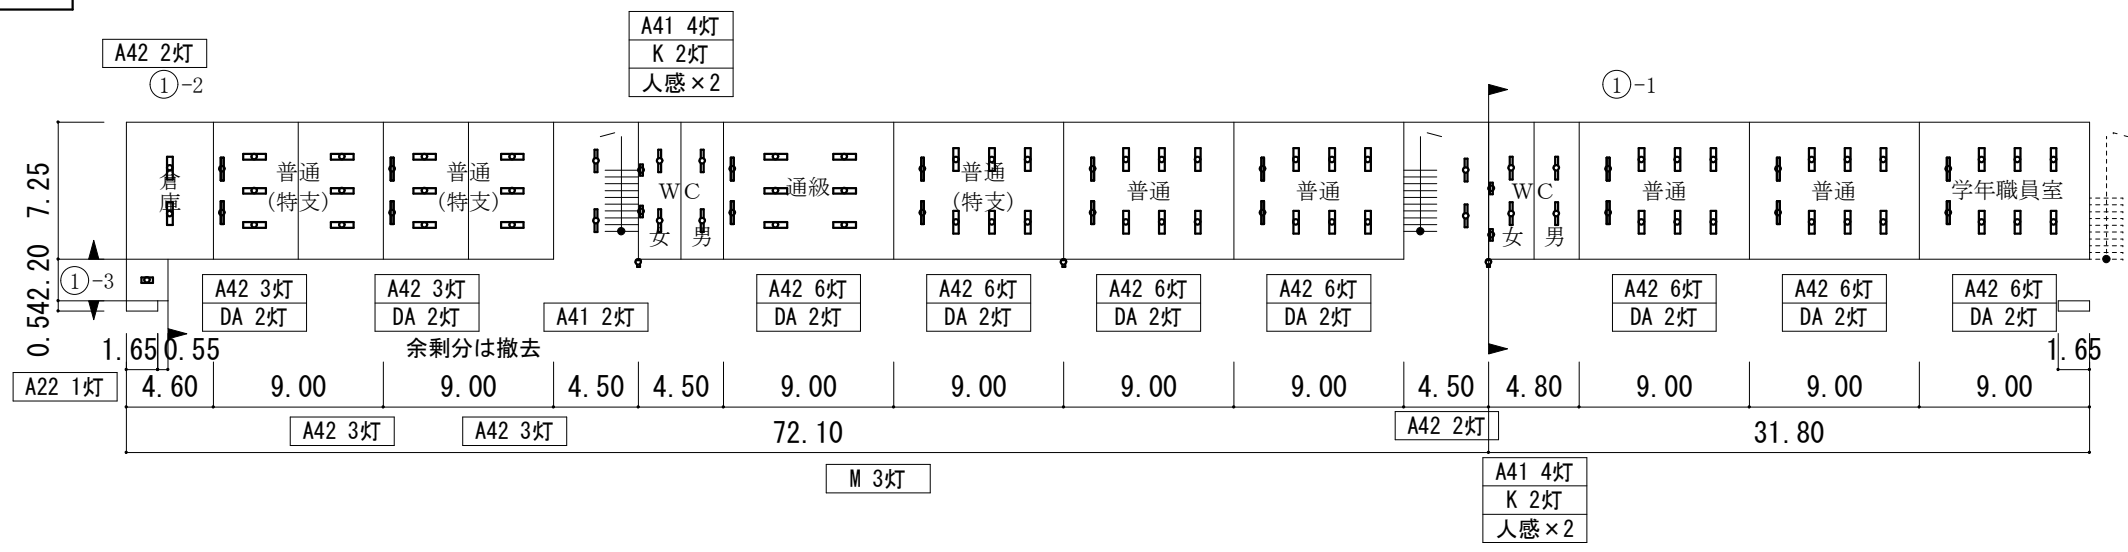 A41 4灯
K 2灯
人感×2
A42 2灯
①-2
①-1
7.25
2.20
0.54
倉庫
普通
(特支)
普通
(特支)
WC
女
男
通級
普通
(特支)
普通
普通
WC
女
男
普通
普通
学年職員室
①-3
A42 3灯
DA 2灯
A42 3灯
DA 2灯
A41 2灯
A42 6灯
DA 2灯
A42 6灯
DA 2灯
A42 6灯
DA 2灯
A42 6灯
DA 2灯
A42 6灯
DA 2灯
A42 6灯
DA 2灯
A42 6灯
DA 2灯
1.65
0.55
余剰分は撤去
1.65
A22 1灯
4.60
9.00
9.00
4.50
4.50
9.00
9.00
9.00
9.00
4.50
4.80
9.00
9.00
9.00
A42 3灯
A42 3灯
72.10
A42 2灯
31.80
M 3灯
A41 4灯
K 2灯
人感×2